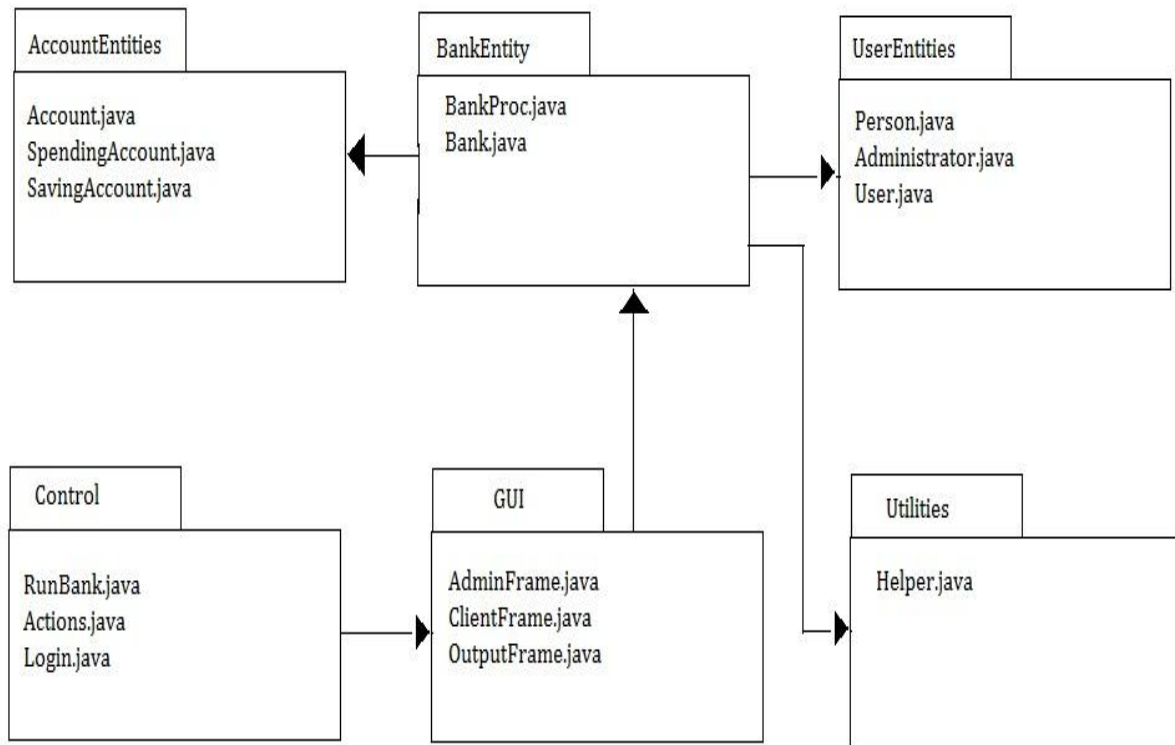 AccountEntities
Account.java
SpendingAccount.java
SavingAccount.java
BankEntity
BankProc.java
Bank.java
UserEntities
Person.java
Administrator.java
User.java
Control
RunBank.java
Actions.java
Login.java
GUI
AdminFrame.java
ClientFrame.java
OutputFrame.java
Utilities
Helper.java